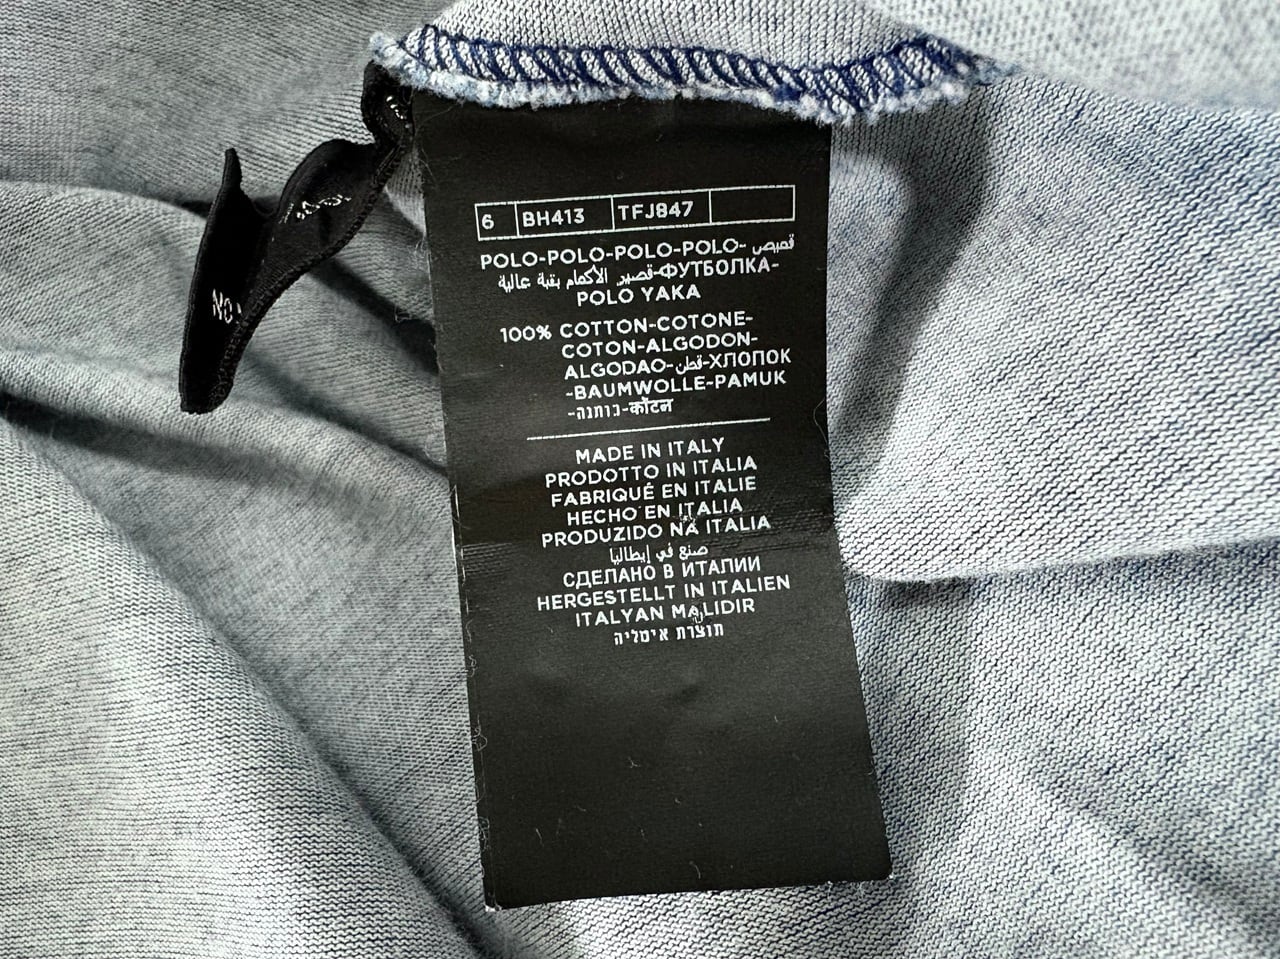 6 BH413 TFJ847
POLO-POLO-POLO-POLO- قميص
قصير الأكمام بقبة عالية-ФУТБОЛКА-
POLO YAKA
100% COTTON-COTONE-
COTON-ALGODON-
ALGODAO-قطن-ХЛОПОК
-BAUMWOLLE-PAMUK
-כותנה-कॉटन
MADE IN ITALY
PRODOTTO IN ITALIA
FABRIQUÉ EN ITALIE
HECHO EN ITALIA
PRODUZIDO NA ITALIA
صنع في إيطاليا
СДЕЛАНО В ИТАЛИИ
HERGESTELLT IN ITALIEN
ITALYAN MALIDIR
תוצרת איטליה